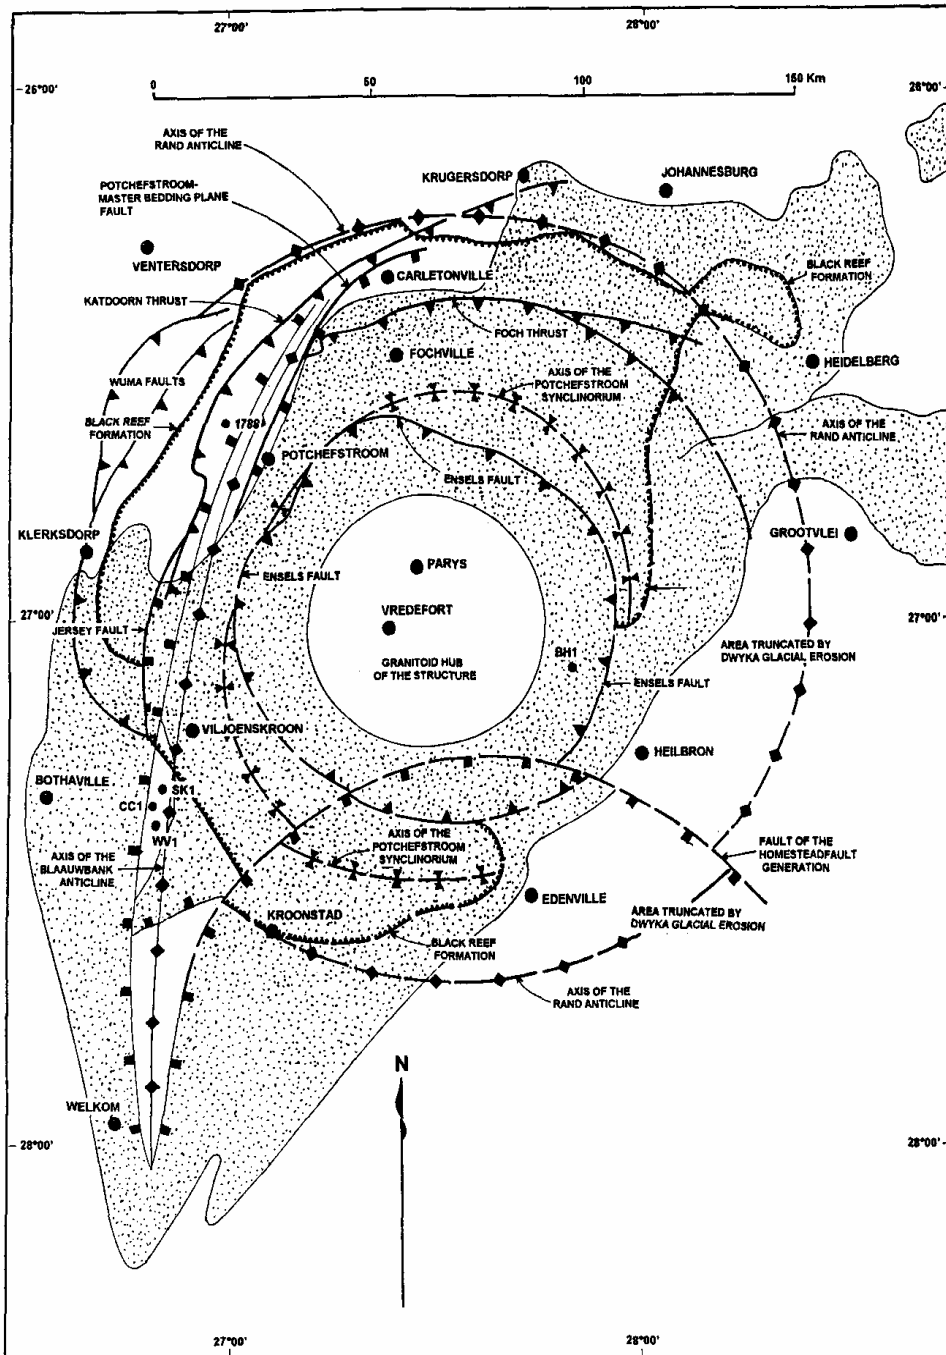 27°00'
28°00'
26°00'
26°00'
0
50
100
150 Km
AXIS OF THE
RAND ANTICLINE
POTCHEFSTROOM-
MASTER BEDDING PLANE
FAULT
KRUGERSDORP
JOHANNESBURG
VENTERSDORP
CARLETONVILLE
BLACK REEF
FORMATION
KATDOORN THRUST
FOCH THRUST
FOCHVILLE
HEIDELBERG
WUMA FAULTS
AXIS OF THE
POTCHEFSTROOM
SYNCLINORIUM
BLACK REEF
FORMATION
1788
AXIS OF THE
RAND ANTICLINE
POTCHEFSTROOM
ENSELS FAULT
KLERKSDORP
GROOTVLEI
PARYS
ENSELS FAULT
27°00'
27°00'
VREDEFORT
JERSEY FAULT
AREA TRUNCATED BY
DWYKA GLACIAL EROSION
BH1
GRANITOID HUB
OF THE STRUCTURE
ENSELS FAULT
VILJOENSKROON
HEILBRON
BOTHAVILLE
SK1
CC1
WV1
AXIS OF THE
POTCHEFSTROOM
SYNCLINORIUM
FAULT OF THE
HOMESTEADFAULT
GENERATION
AXIS OF THE
BLAAUWBANK
ANTICLINE
EDENVILLE
KROONSTAD
AREA TRUNCATED BY
DWYKA GLACIAL EROSION
BLACK REEF
FORMATION
AXIS OF THE
RAND ANTICLINE
N
WELKOM
28°00'
28°00'
27°00'
28°00'